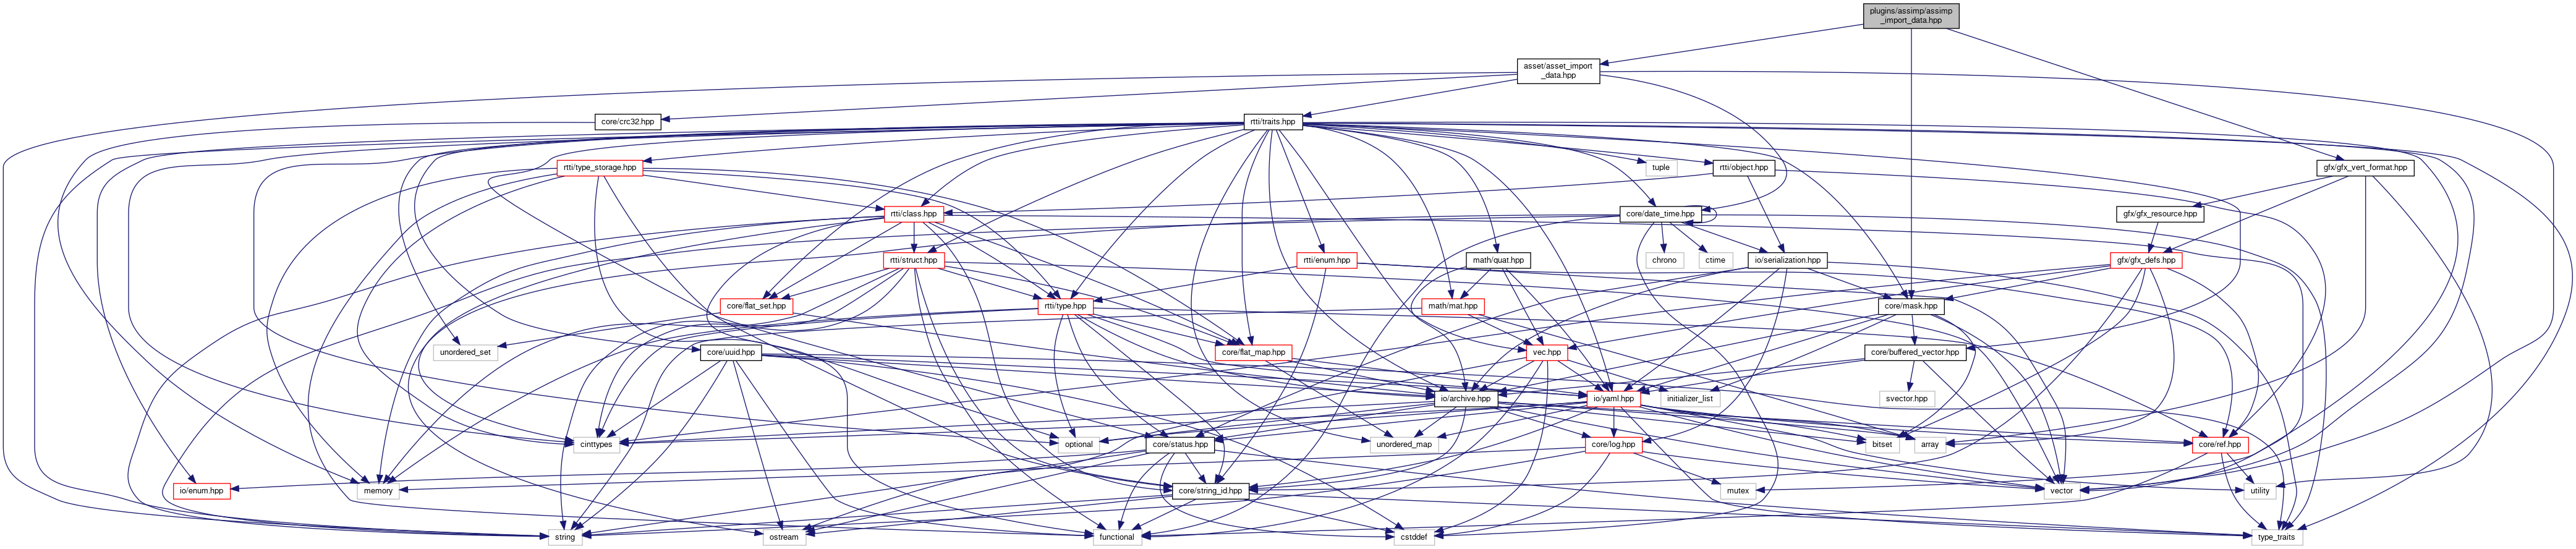 plugins/assimp/assimp
_import_data.hpp
asset/asset_import
_data.hpp
core/crc32.hpp
rtti/traits.hpp
rtti/type_storage.hpp
tuple
rtti/object.hpp
gfx/gfx_vert_format.hpp
rtti/class.hpp
core/date_time.hpp
gfx/gfx_resource.hpp
rtti/struct.hpp
rtti/enum.hpp
math/quat.hpp
chrono
ctime
io/serialization.hpp
gfx/gfx_defs.hpp
core/flat_set.hpp
rtti/type.hpp
math/mat.hpp
core/mask.hpp
unordered_set
core/uuid.hpp
core/flat_map.hpp
vec.hpp
core/buffered_vector.hpp
io/archive.hpp
io/yaml.hpp
initializer_list
svector.hpp
cinttypes
optional
core/status.hpp
unordered_map
core/log.hpp
bitset
array
core/ref.hpp
io/enum.hpp
memory
core/string_id.hpp
mutex
vector
utility
string
ostream
functional
cstddef
type_traits